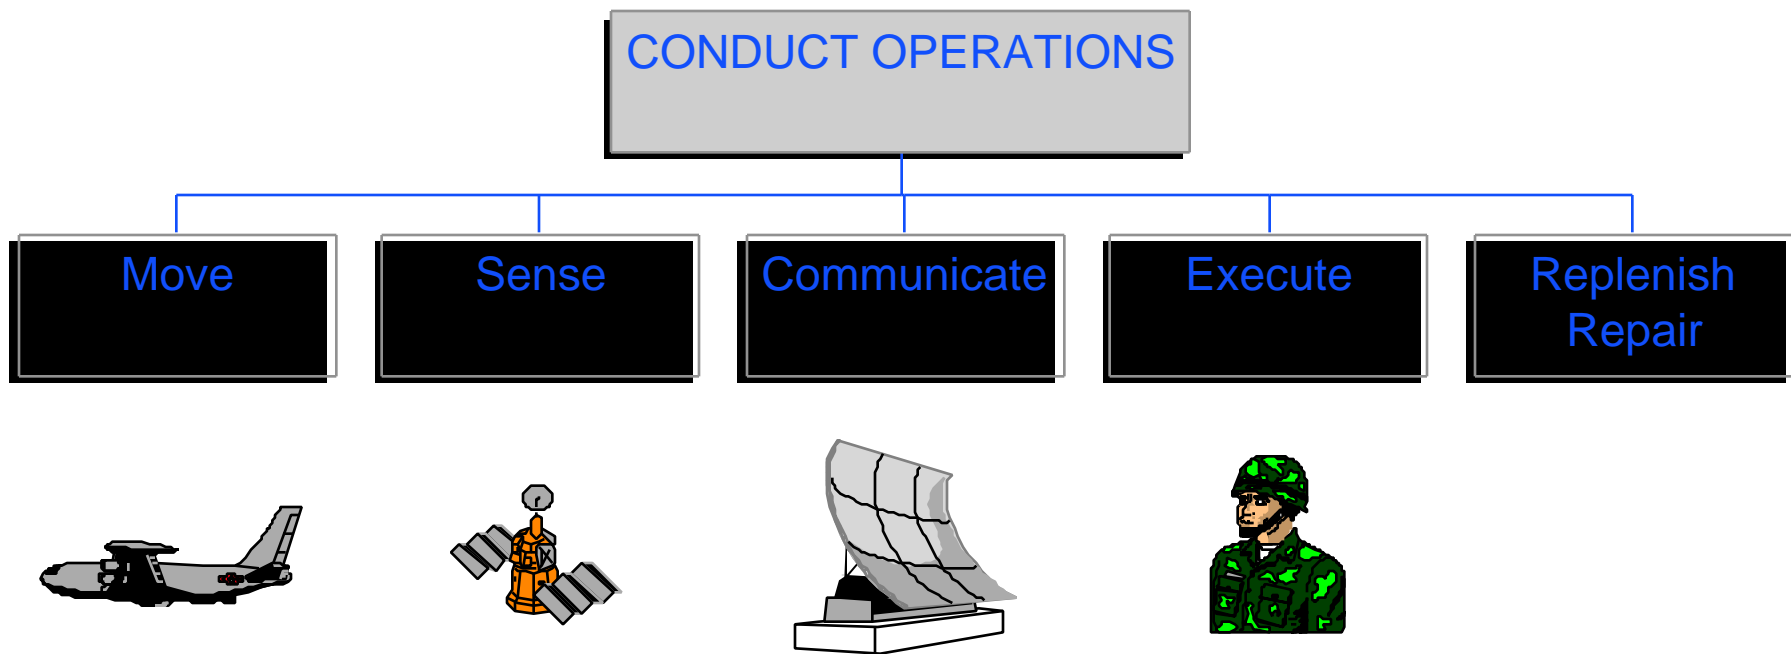 CONDUCT OPERATIONS
Move
Sense
Communicate
Execute
Replenish
Repair